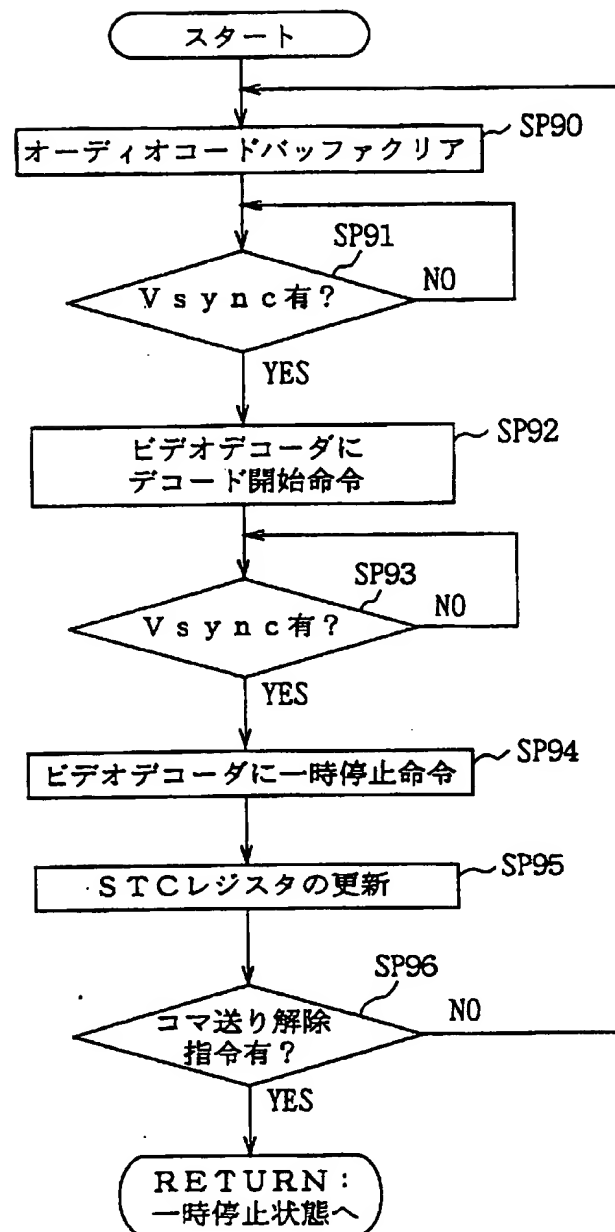 スタート
SP90
オーディオコードバッファクリア
SP91
Vsync有?
NO
YES
SP92
ビデオデコーダに
デコード開始命令
SP93
Vsync有?
NO
YES
SP94
ビデオデコーダに一時停止命令
SP95
STCレジスタの更新
SP96
コマ送り解除
指令有?
NO
YES
RETURN:
一時停止状態へ